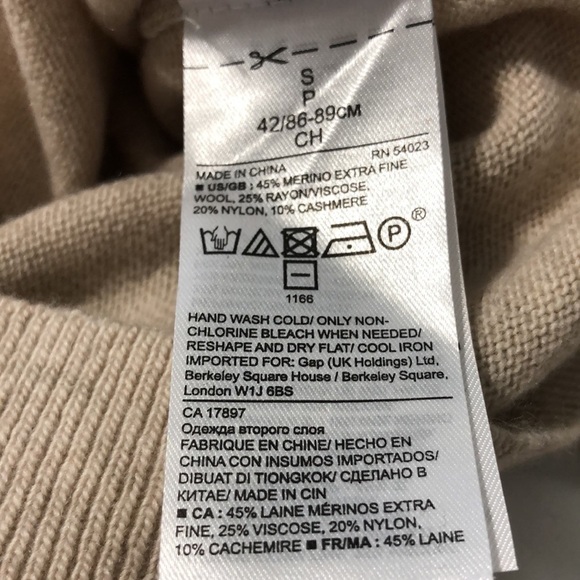 S
P
42/86-89CM
CH
RN 54023
MADE IN CHINA
■ US/GB : 45% MERINO EXTRA FINE
WOOL, 25% RAYON/VISCOSE,
20% NYLON, 10% CASHMERE
P ®
1166
HAND WASH COLD/ ONLY NON-
CHLORINE BLEACH WHEN NEEDED/
RESHAPE AND DRY FLAT/ COOL IRON
IMPORTED FOR: Gap (UK Holdings) Ltd,
Berkeley Square House / Berkeley Square,
London W1J 6BS
CA 17897
Одежда второго слоя
FABRIQUE EN CHINE/ HECHO EN
CHINA CON INSUMOS IMPORTADOS/
DIBUAT DI TIONGKOK/ СДЕЛАНО В
КИТАЕ/ MADE IN CIN
■ CA : 45% LAINE MÉRINOS EXTRA
FINE, 25% VISCOSE, 20% NYLON,
10% CACHEMIRE ■ FR/MA : 45% LAINE